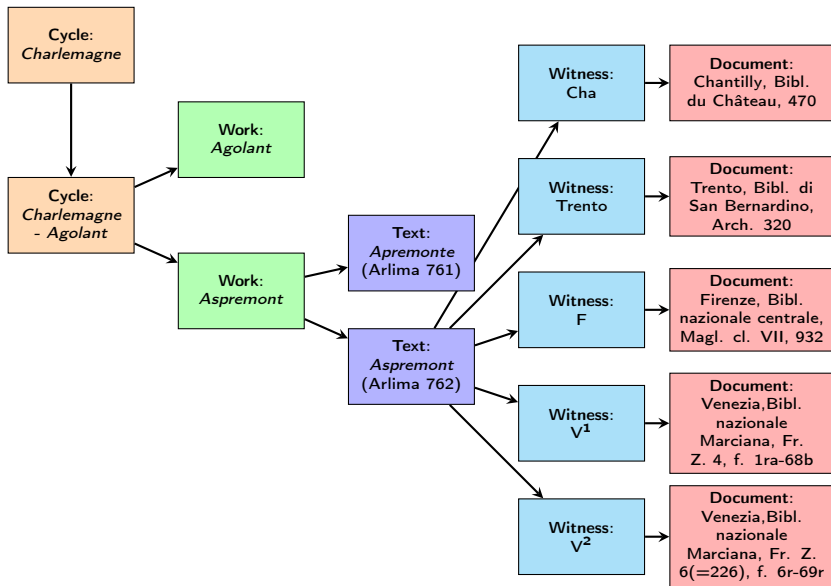 Cycle:
Charlemagne
Cycle:
Charlemagne
- Agolant
Work:
Agolant
Work:
Aspremont
Text:
Apremonte
(Arlima 761)
Text:
Aspremont
(Arlima 762)
Witness:
Cha
Witness:
Trento
Witness:
F
Witness:
V¹
Witness:
V²
Document:
Chantilly, Bibl.
du Château, 470
Document:
Trento, Bibl. di
San Bernardino,
Arch. 320
Document:
Firenze, Bibl.
nazionale centrale,
Magl. cl. VII, 932
Document:
Venezia,Bibl.
nazionale
Marciana, Fr.
Z. 4, f. 1ra-68b
Document:
Venezia,Bibl.
nazionale
Marciana, Fr. Z.
6(=226), f. 6r-69r